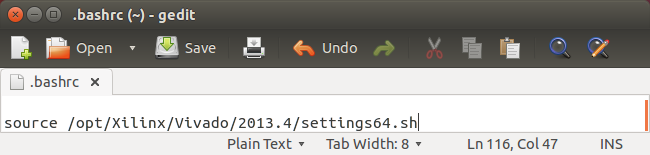 .bashrc (~) - gedit
Open Save Undo
.bashrc
source /opt/Xilinx/Vivado/2013.4/settings64.sh
Plain Text Tab Width: 8 Ln 116, Col 47 INS